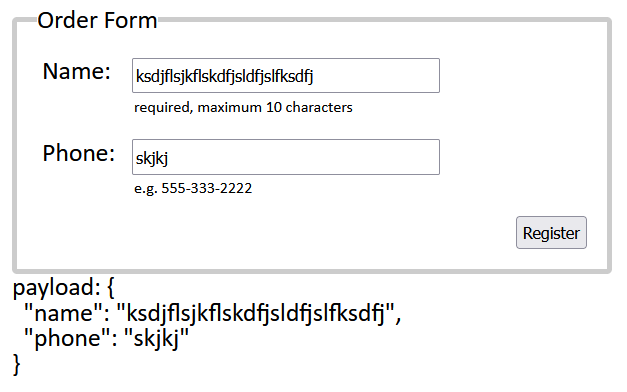 Order Form
Name: ksdjflsjkflskdfjsldfjslfksdfj
required, maximum 10 characters
Phone: skjkj
e.g. 555-333-2222
Register
payload: {
  "name": "ksdjflsjkflskdfjsldfjslfksdfj",
  "phone": "skjkj"
}